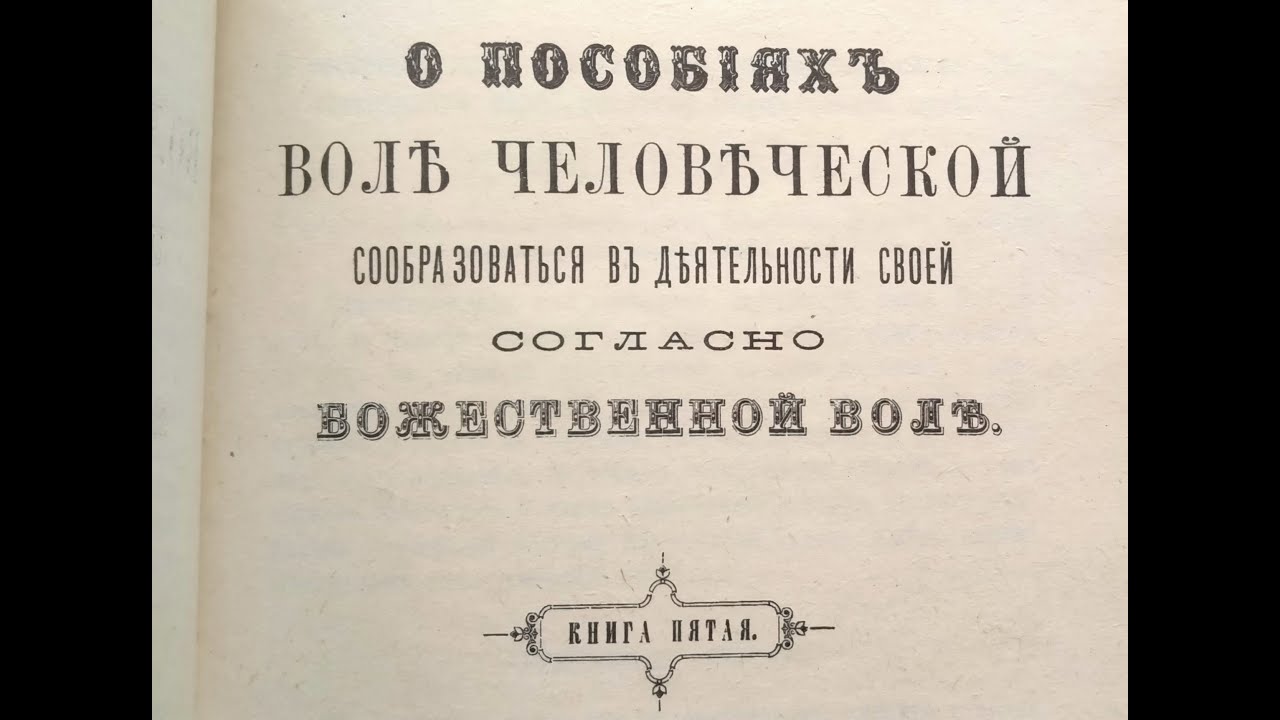 О ПОСОБІЯХЪ
ВОЛѢ ЧЕЛОВѢЧЕСКОЙ
СООБРАЗОВАТЬСЯ ВЪ ДѢЯТЕЛЬНОСТИ СВОЕЙ
СОГЛАСНО
БОЖЕСТВЕННОЙ ВОЛѢ.
КНИГА ПЯТАЯ.